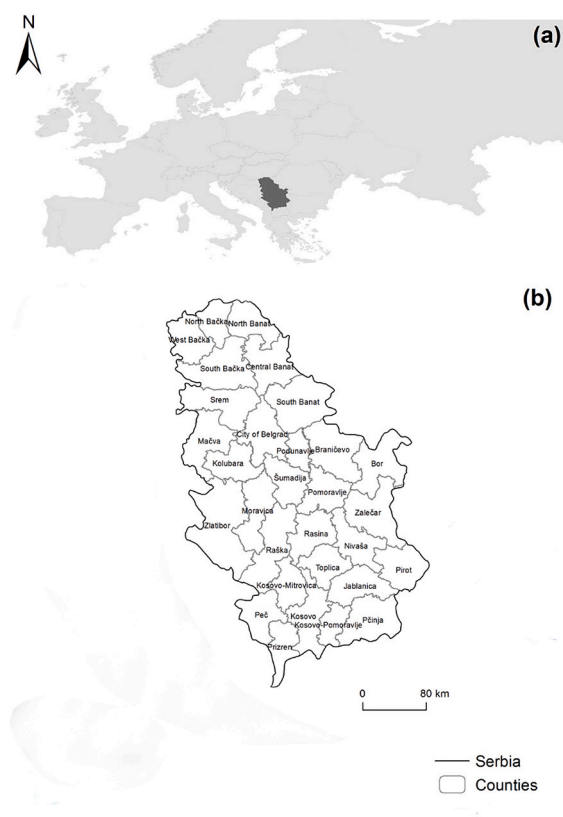 N
(a)
(b)
North Bačka
North Banat
West Bačka
South Bačka
Central Banat
Srem
South Banat
City of Belgrad
Mačva
Podunavlje
Braničevo
Kolubara
Bor
Šumadija
Pomoravlje
Moravica
Zalečar
Zlatibor
Rasina
Nivaša
Raška
Toplica
Pirot
Kosovo-Mitrovica
Jablanica
Peč
Kosovo
Pčinja
Kosovo-Pomoravlje
Prizren
0 80 km
Serbia
Counties